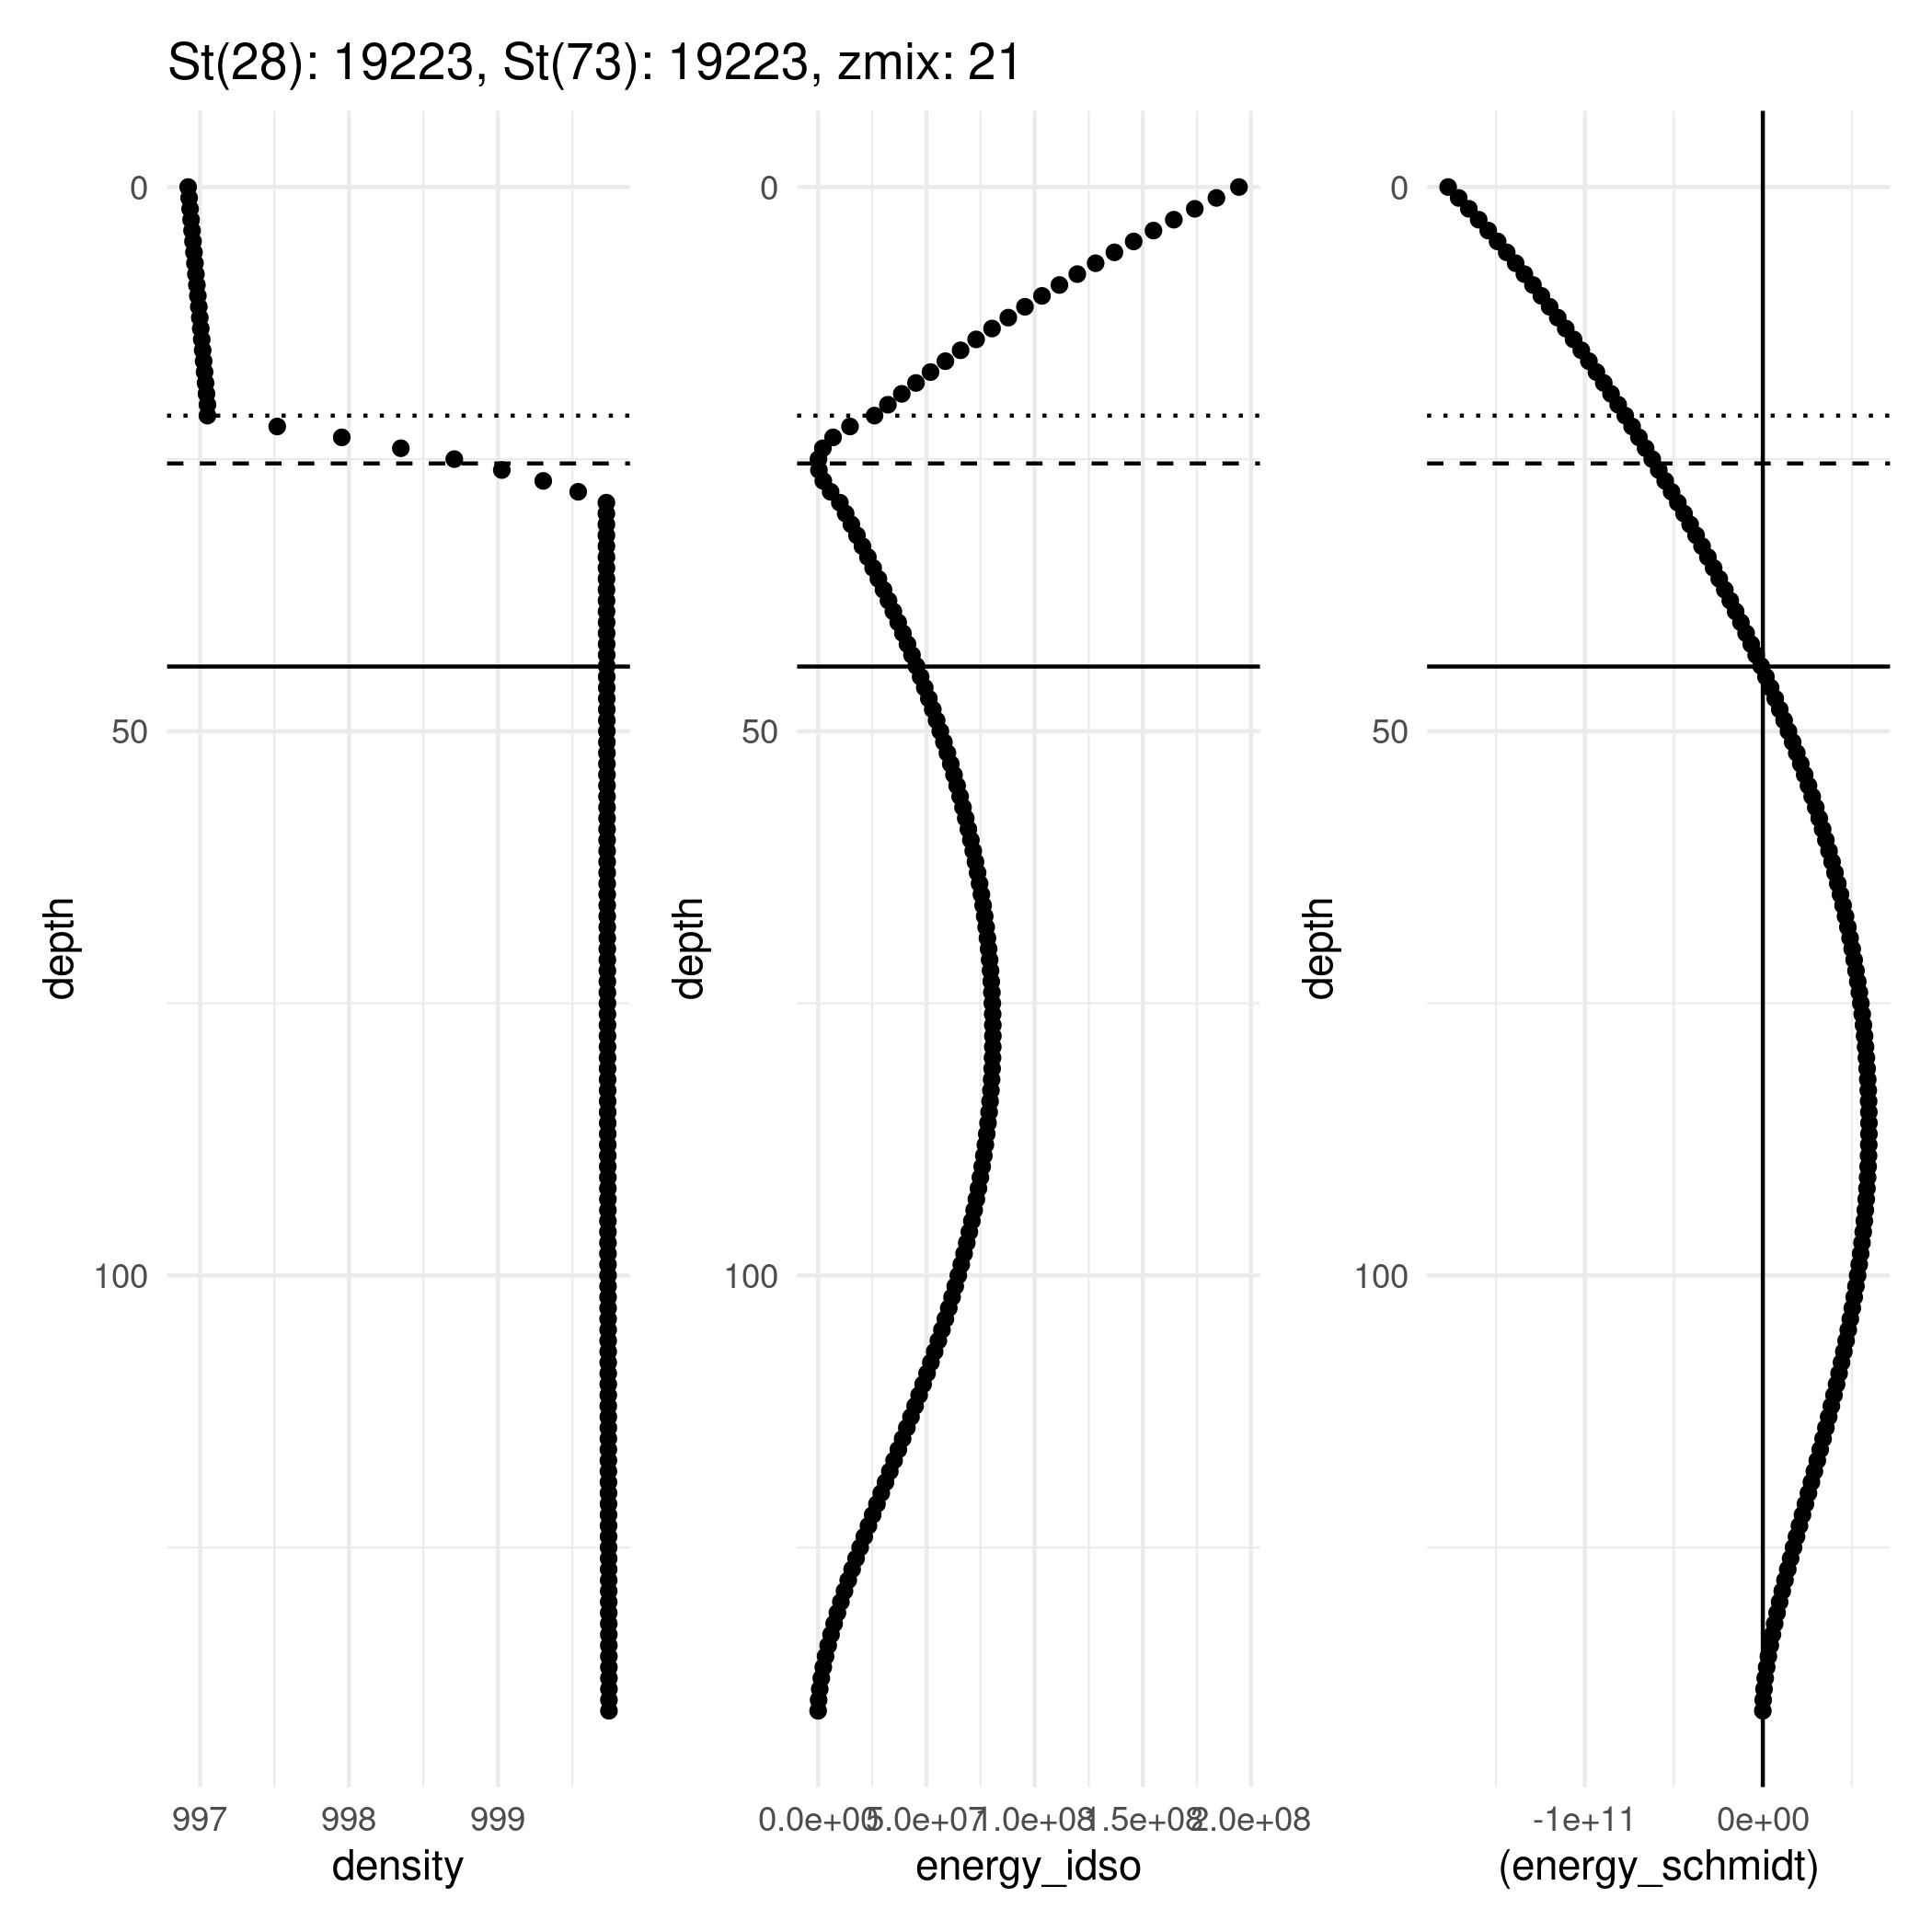 St(28): 19223, St(73): 19223, zmix: 21
0
50
100
depth
997 998 999
density
0
50
100
depth
0.0e+00 5.0e+07 1.0e+08 1.5e+08 2.0e+08
energy_idso
0
50
100
depth
-1e+11 0e+00
(energy_schmidt)